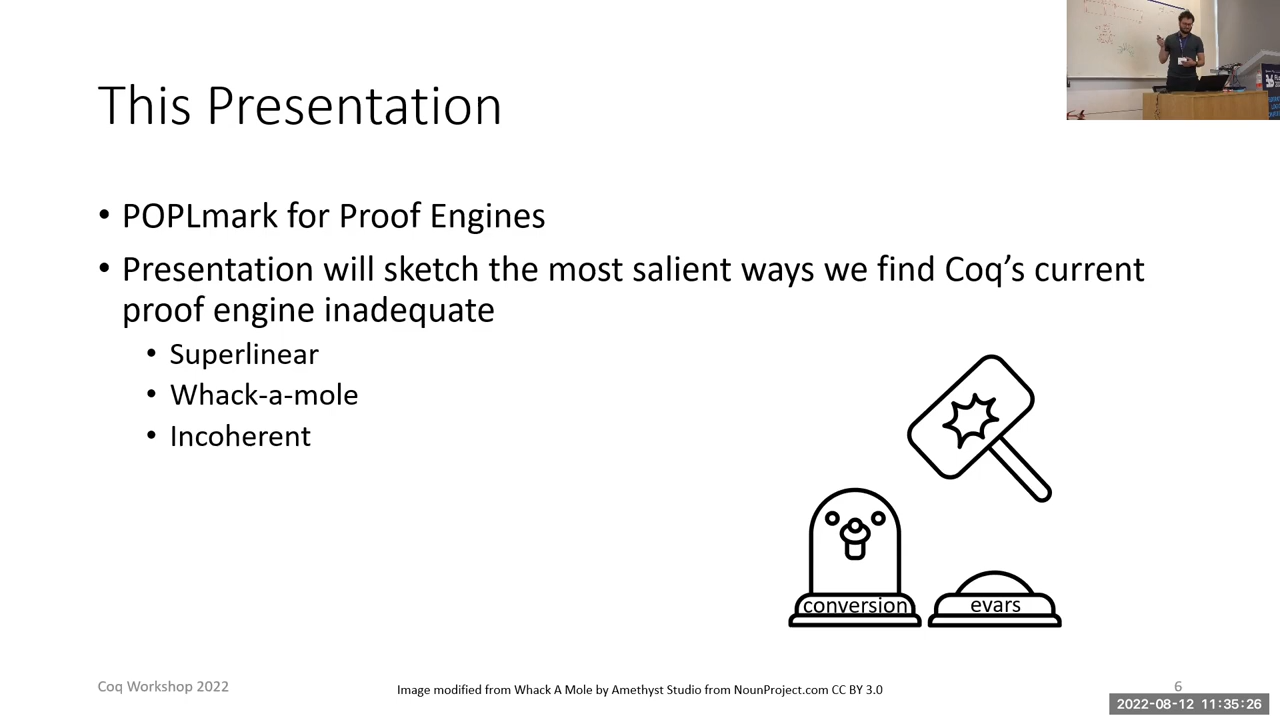 This Presentation
• POPLmark for Proof Engines
• Presentation will sketch the most salient ways we find Coq’s current
proof engine inadequate
• Superlinear
• Whack-a-mole
• Incoherent
conversion
evars
Coq Workshop 2022
Image modified from Whack A Mole by Amethyst Studio from NounProject.com CC BY 3.0
6
2022-08-12 11:35:26